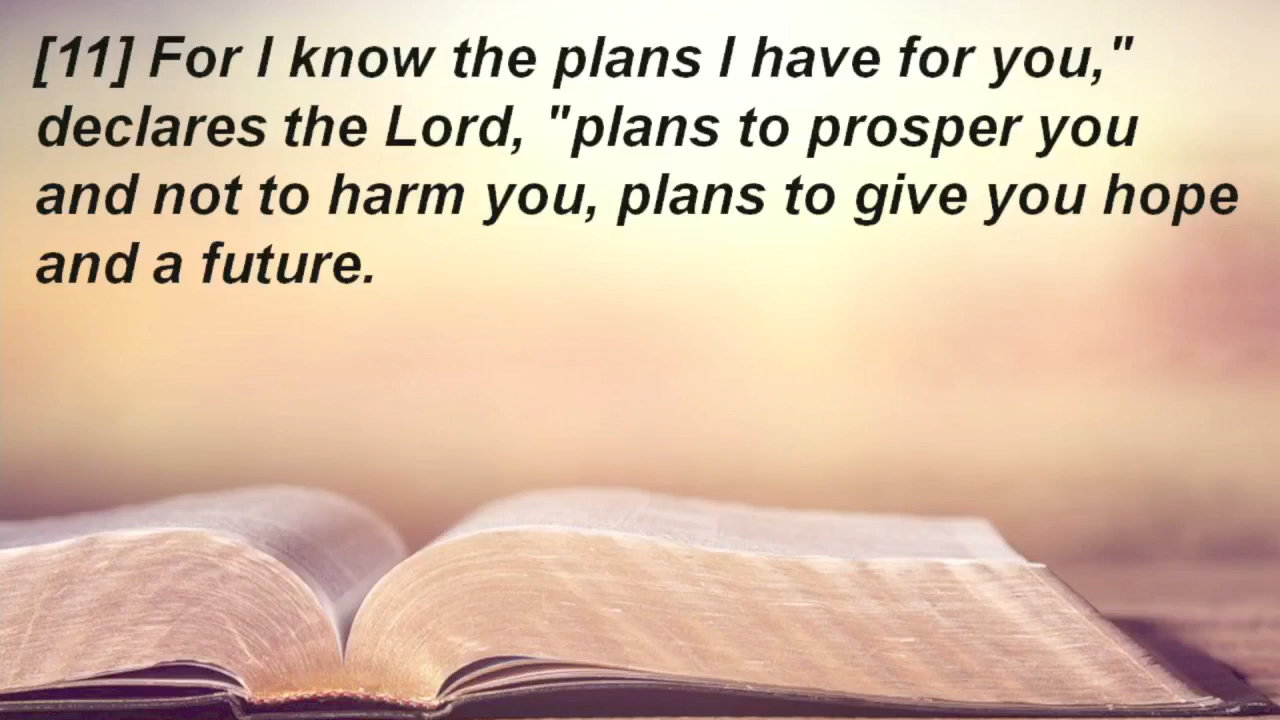 [11] For I know the plans I have for you,"
declares the Lord, "plans to prosper you
and not to harm you, plans to give you hope
and a future.